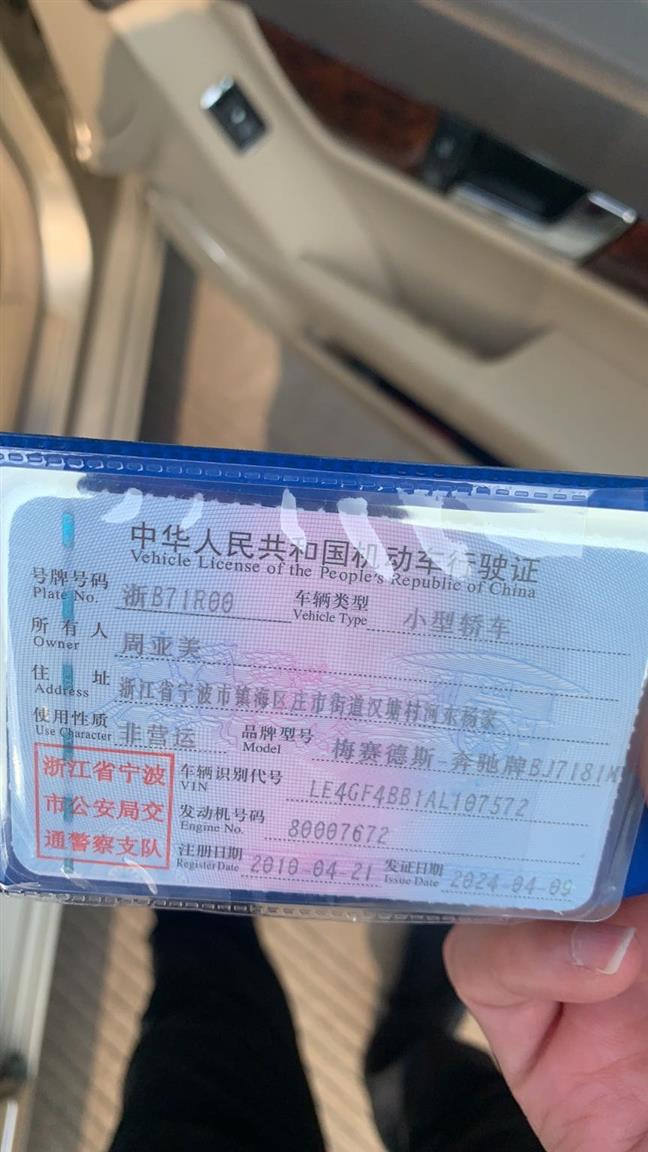 中华人民共和国机动车行驶证
Vehicle License of the People's Republic of China
号牌号码 浙B71R00 车辆类型 小型轿车
Plate No. Vehicle Type
所有人 周亚美
Owner
住址 浙江省宁波市镇海区庄市街道汉塘村河东杨家
Address
使用性质 非营运 品牌型号 梅赛德斯-奔驰牌BJ7181M
Use Character Model
浙江省宁波
市公安局交
通警察支队
车辆识别代号 LE4GF4BB1AL107572
VIN
发动机号码 80007672
Engine No.
注册日期 2010-04-21 发证日期 2024-04-09
Register Date Issue Date